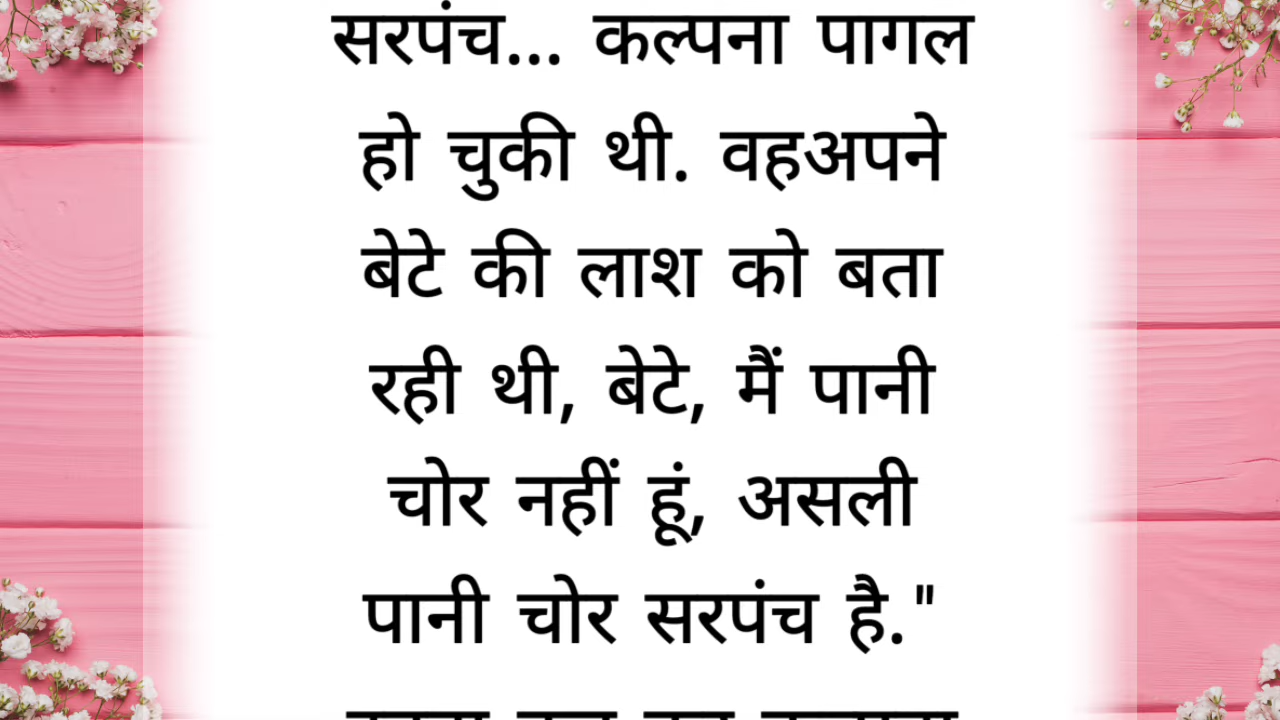 सरपंच... कल्पना पागल
हो चुकी थी. वहअपने
बेटे की लाश को बता
रही थी, बेटे, मैं पानी
चोर नहीं हूं, असली
पानी चोर सरपंच है."